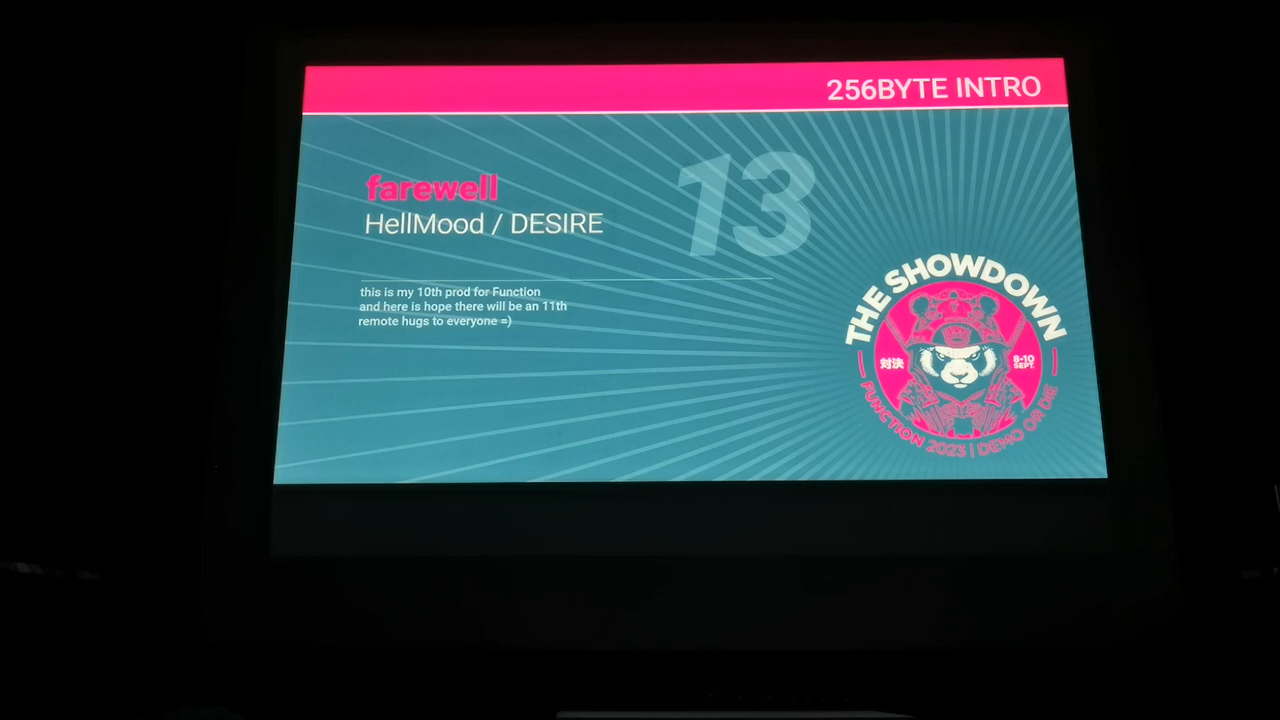 256BYTE INTRO
13
farewell
HellMood / DESIRE
this is my 10th prod for Function
and here is hope there will be an 11th
remote hugs to everyone =)
THE SHOWDOWN
対決
8-10
SEPT.
FUNCTION 2023 | DEMO OR DIE